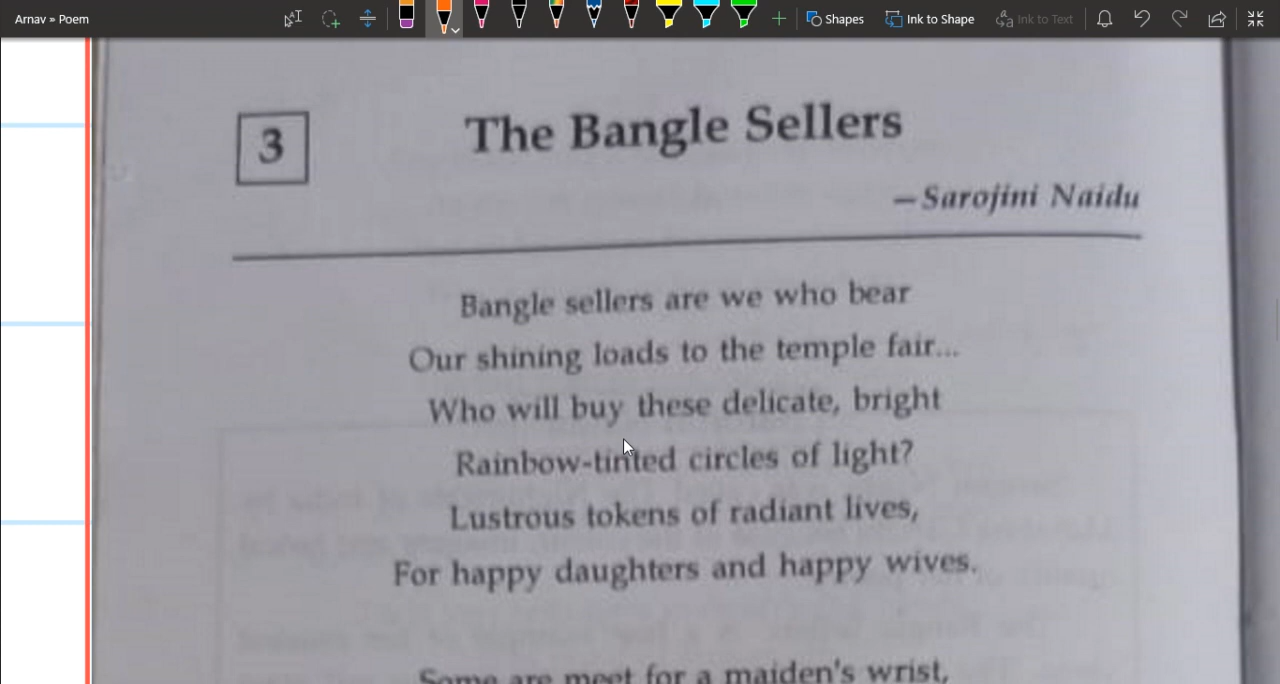 Arnav » Poem
Shapes
Ink to Shape
Ink to Text
3
The Bangle Sellers
—Sarojini Naidu
Bangle sellers are we who bear
Our shining loads to the temple fair...
Who will buy these delicate, bright
Rainbow-tinted circles of light?
Lustrous tokens of radiant lives,
For happy daughters and happy wives.
Some are meet for a maiden's wrist,